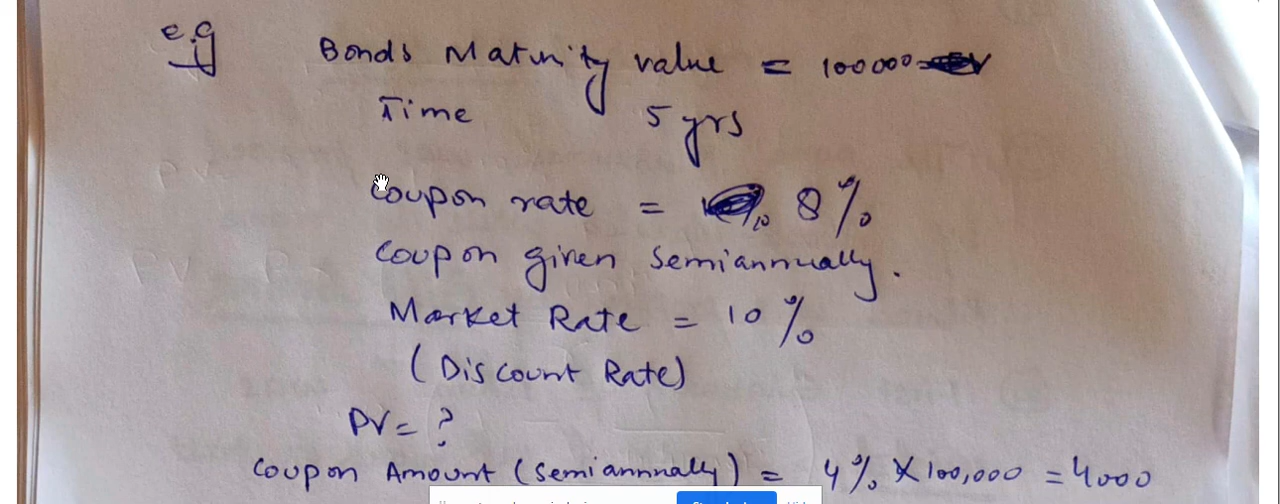 e.g Bonds Maturity value = 100000
Time 5 yrs
Coupon rate = 8%
Coupon given Semiannually.
Market Rate = 10%
(Discount Rate)
PV = ?
Coupon Amount (Semiannually) = 4% X 100,000 = 4000